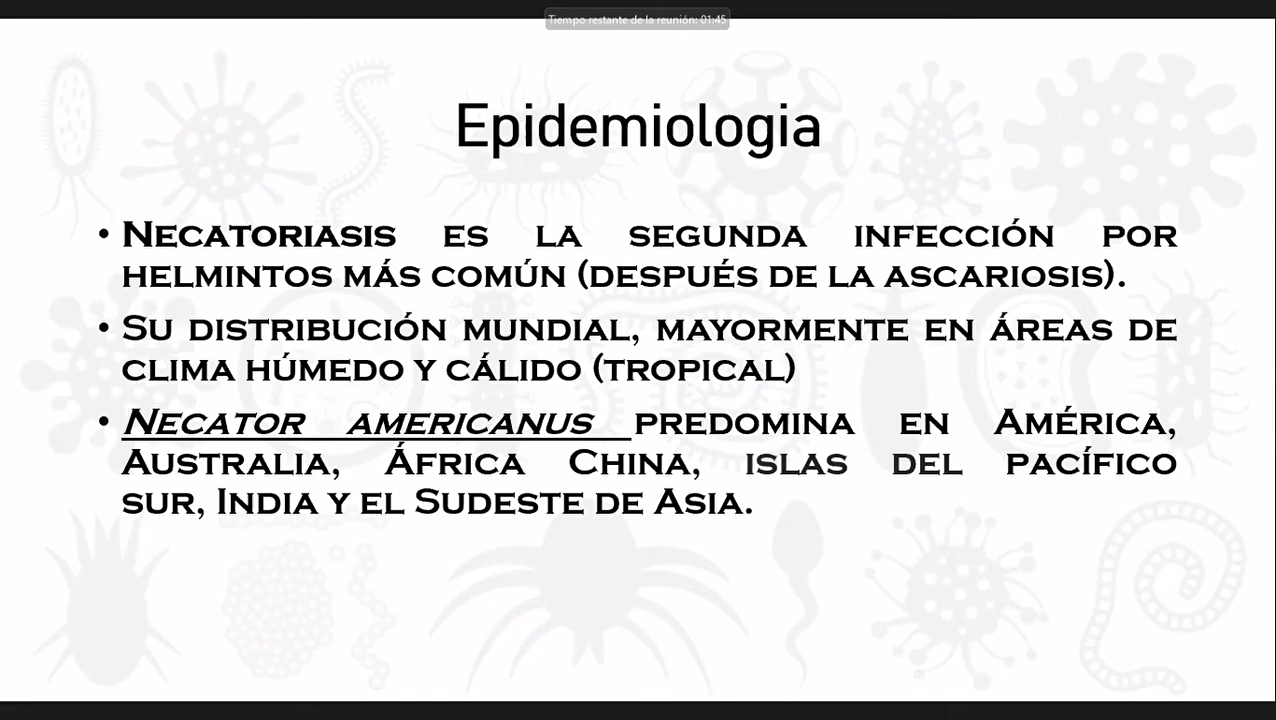 Tiempo restante de la reunión: 01:45
Epidemiologia
• NECATORIASIS ES LA SEGUNDA INFECCIÓN POR
HELMINTOS MÁS COMÚN (DESPUÉS DE LA ASCARIOSIS).
• SU DISTRIBUCIÓN MUNDIAL, MAYORMENTE EN ÁREAS DE
CLIMA HÚMEDO Y CÁLIDO (TROPICAL)
• NECATOR AMERICANUS PREDOMINA EN AMÉRICA,
AUSTRALIA, ÁFRICA CHINA, ISLAS DEL PACÍFICO
SUR, INDIA Y EL SUDESTE DE ASIA.